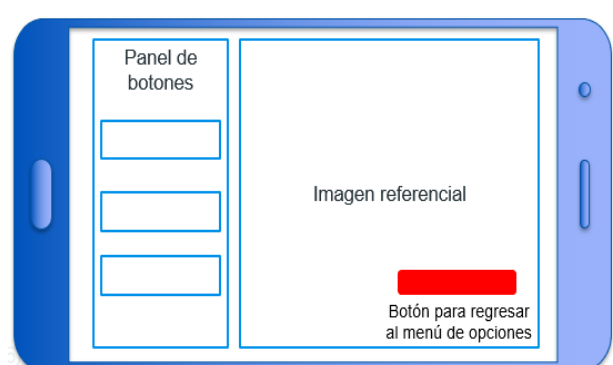 Panel de
botones
Imagen referencial
Botón para regresar
al menú de opciones